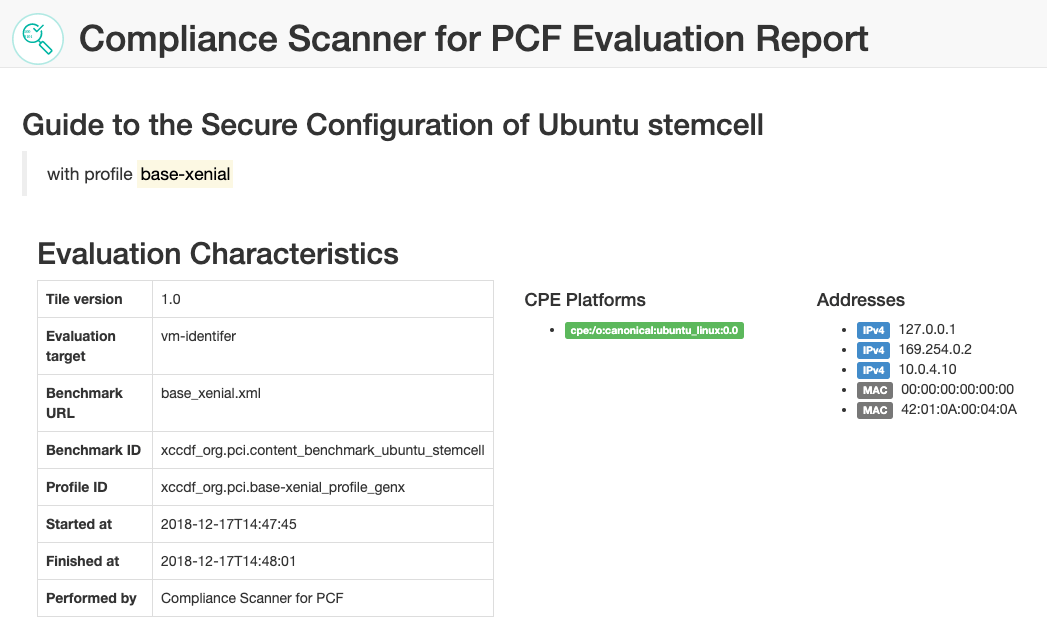 Compliance Scanner for PCF Evaluation Report
Guide to the Secure Configuration of Ubuntu stemcell
with profile base-xenial
Evaluation Characteristics
Tile version 1.0
Evaluation target vm-identifer
Benchmark URL base_xenial.xml
Benchmark ID xccdf_org.pci.content_benchmark_ubuntu_stemcell
Profile ID xccdf_org.pci.base-xenial_profile_genx
Started at 2018-12-17T14:47:45
Finished at 2018-12-17T14:48:01
Performed by Compliance Scanner for PCF
CPE Platforms
cpe:/o:canonical:ubuntu_linux:0.0
Addresses
IPv4 127.0.0.1
IPv4 169.254.0.2
IPv4 10.0.4.10
MAC 00:00:00:00:00:00
MAC 42:01:0A:00:04:0A